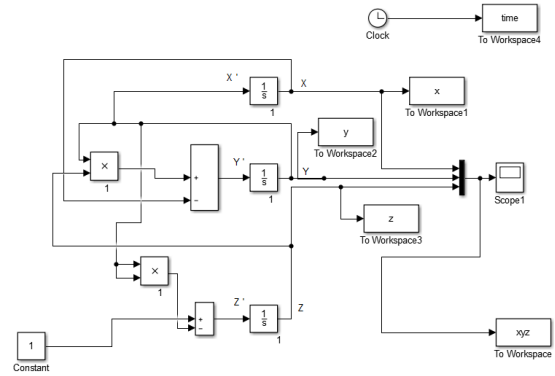 time
Clock
To Workspace4
X '
1
s
1
X
x
To Workspace1
y
To Workspace2
×
1
+
−
Y '
1
s
1
Y
Scope1
z
To Workspace3
×
1
+
−
Z '
1
s
1
Z
1
Constant
xyz
To Workspace